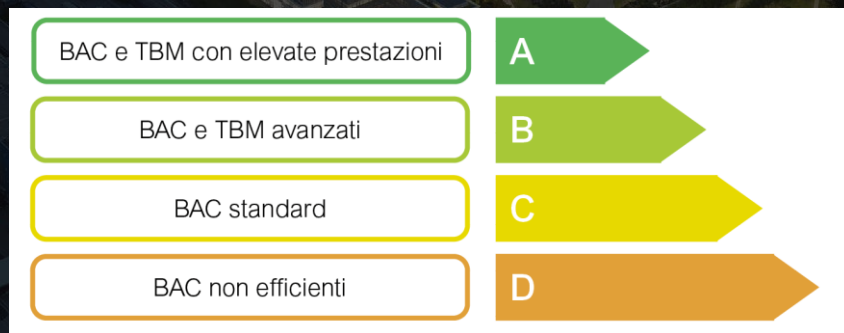 BAC e TBM con elevate prestazioni A
BAC e TBM avanzati B
BAC standard C
BAC non efficienti D